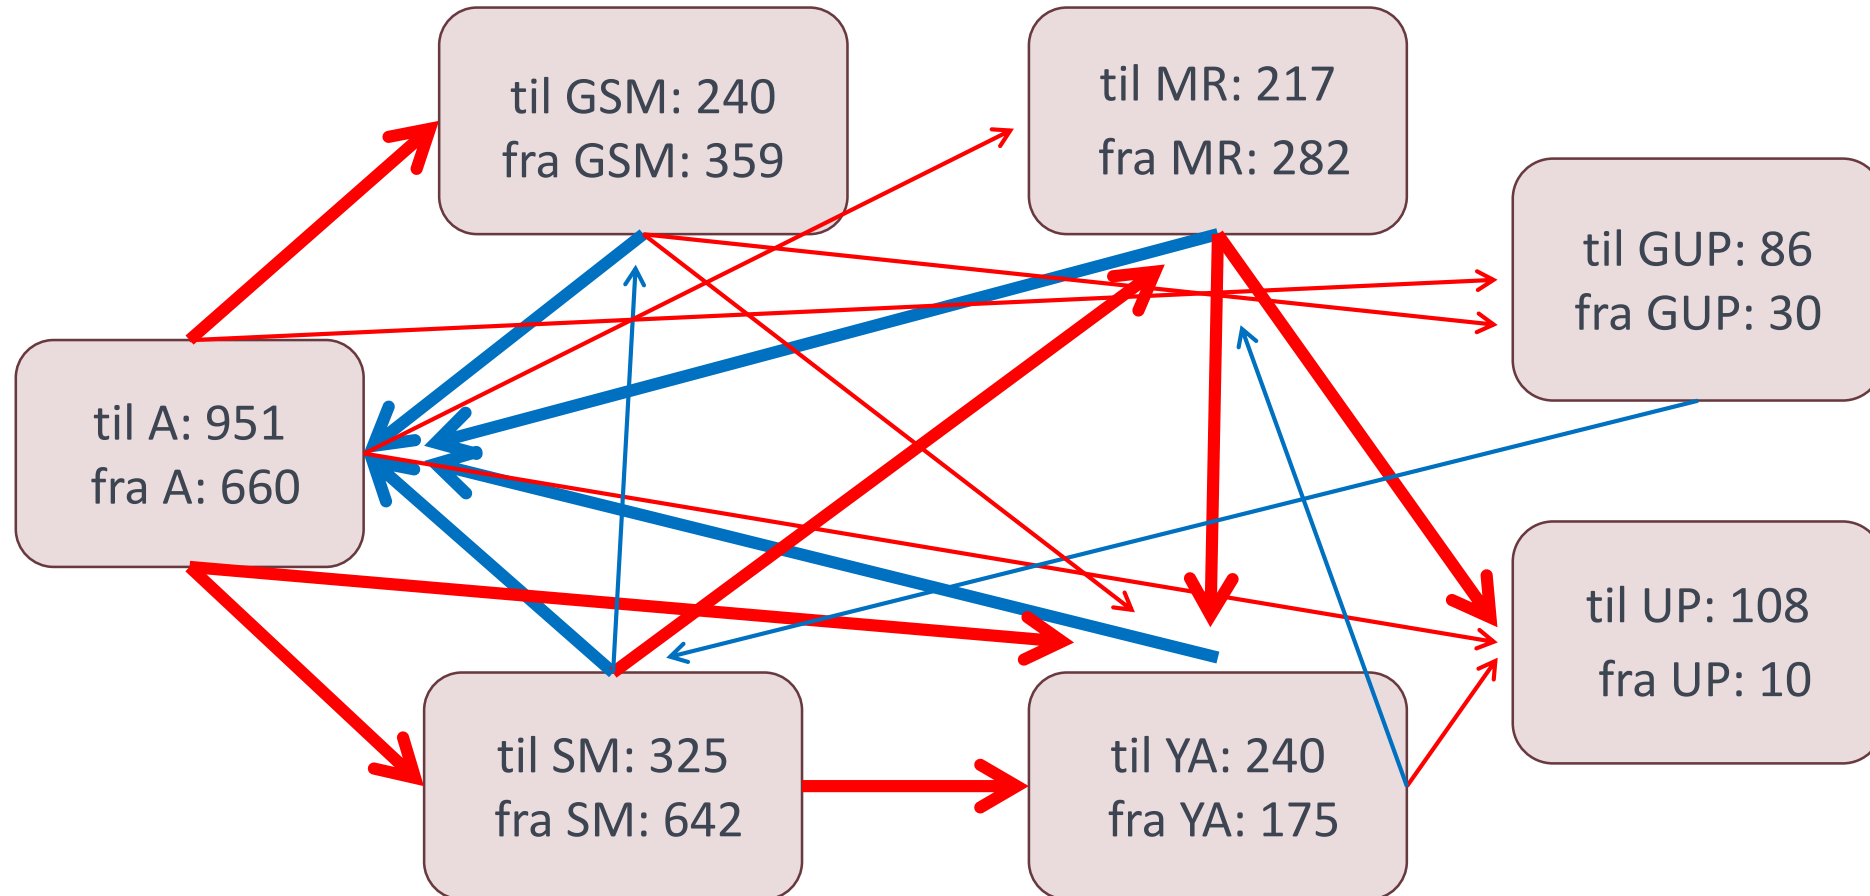 til GSM: 240
fra GSM: 359
til MR: 217
fra MR: 282
til GUP: 86
fra GUP: 30
til A: 951
fra A: 660
til UP: 108
fra UP: 10
til SM: 325
fra SM: 642
til YA: 240
fra YA: 175